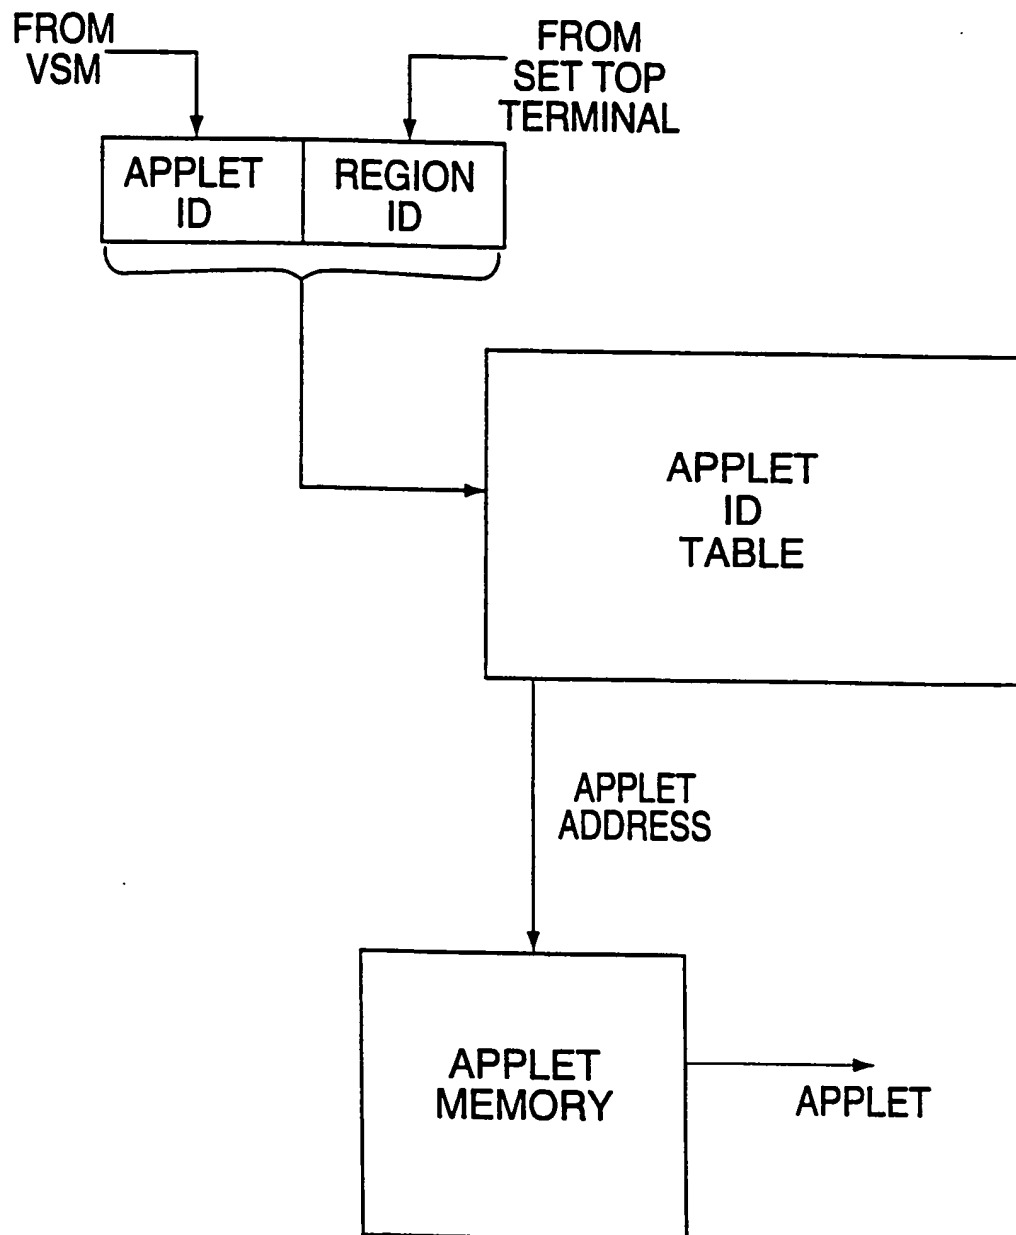 FROM
VSM
FROM
SET TOP
TERMINAL
APPLET
ID
REGION
ID
APPLET
ID
TABLE
APPLET
ADDRESS
APPLET
MEMORY
APPLET